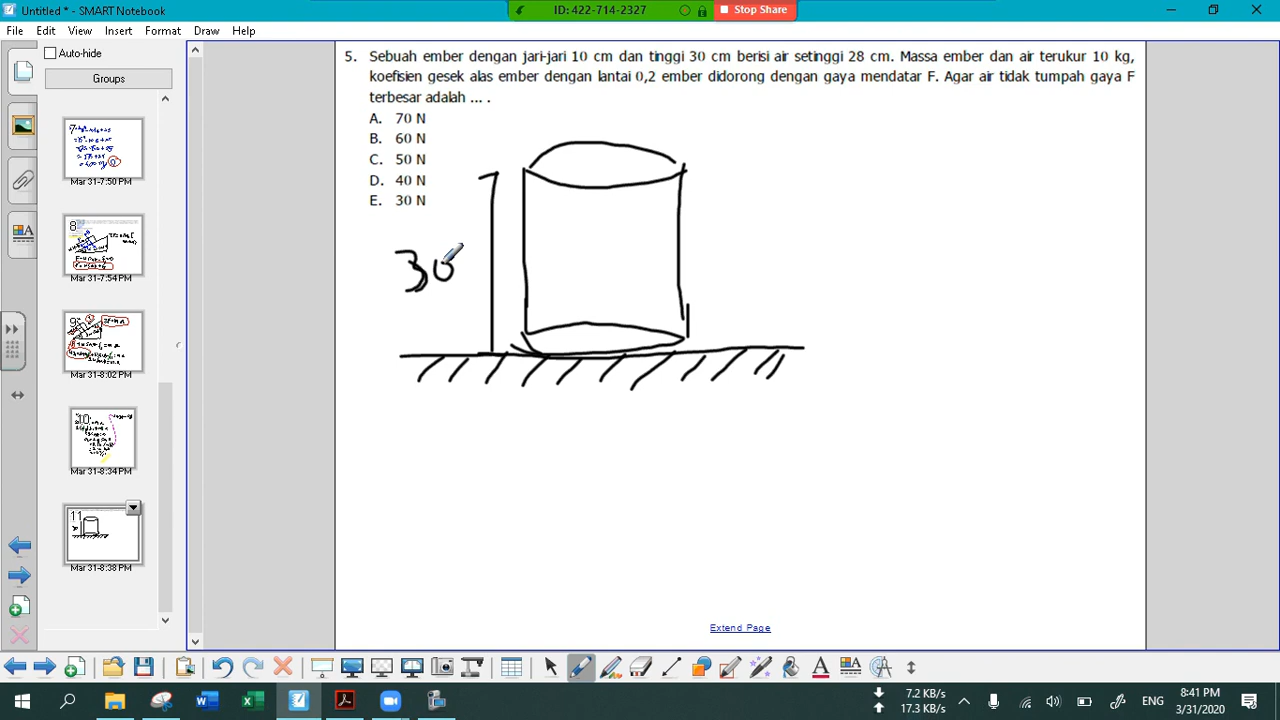 Untitled * - SMART Notebook
ID: 422-714-2327
Stop Share
File Edit View Insert Format Draw Help
Auto-hide
Groups
Mar 31-7:50 PM
Mar 31-7:54 PM
Mar 31-8:02 PM
Mar 31-8:34 PM
11
Mar 31-8:38 PM
5. Sebuah ember dengan jari-jari 10 cm dan tinggi 30 cm berisi air setinggi 28 cm. Massa ember dan air terukur 10 kg,
koefisien gesek alas ember dengan lantai 0,2 ember didorong dengan gaya mendatar F. Agar air tidak tumpah gaya F
terbesar adalah ... .
A. 70 N
B. 60 N
C. 50 N
D. 40 N
E. 30 N
30
Extend Page
7.2 KB/s
17.3 KB/s
ENG
8:41 PM
3/31/2020